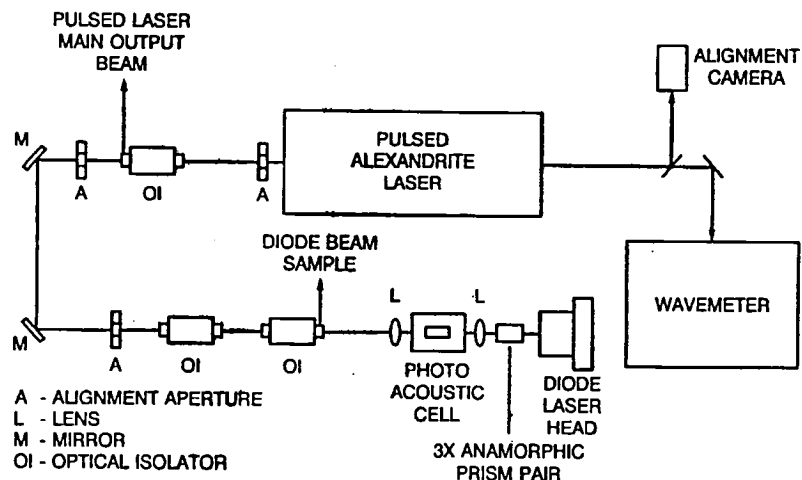 PULSED LASER
MAIN OUTPUT
BEAM
ALIGNMENT
CAMERA
M
A
OI
A
PULSED
ALEXANDRITE
LASER
DIODE BEAM
SAMPLE
WAVEMETER
L
L
M
A
OI
OI
PHOTO
ACOUSTIC
CELL
DIODE
LASER
HEAD
3X ANAMORPHIC
PRISM PAIR
A - ALIGNMENT APERTURE
L - LENS
M - MIRROR
OI - OPTICAL ISOLATOR